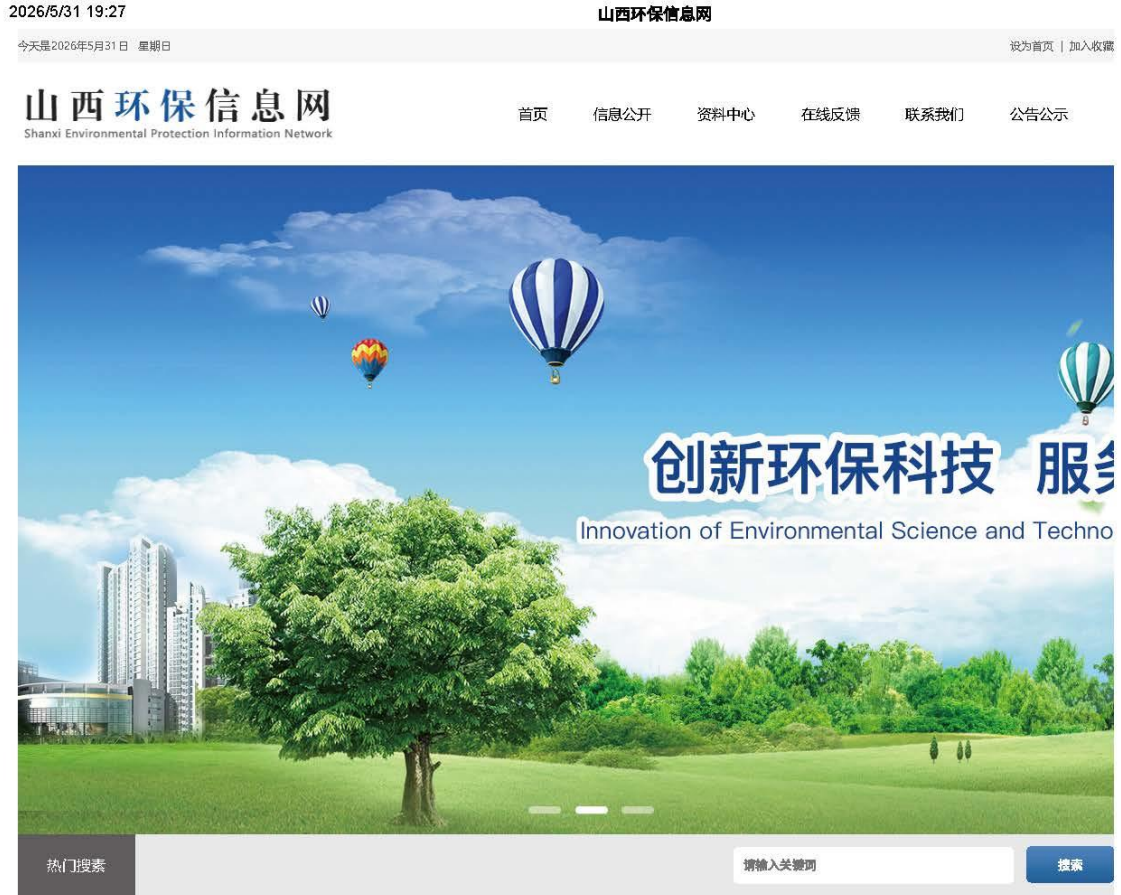 2026/5/31 19:27 山西环保信息网
今天是2026年5月31日 星期日 设为首页 | 加入收藏
山西环保信息网
Shanxi Environmental Protection Information Network
首页 信息公开 资料中心 在线反馈 联系我们 公告公示
创新环保科技 服务
Innovation of Environmental Science and Techno
热门搜素 请输入关键词 搜索